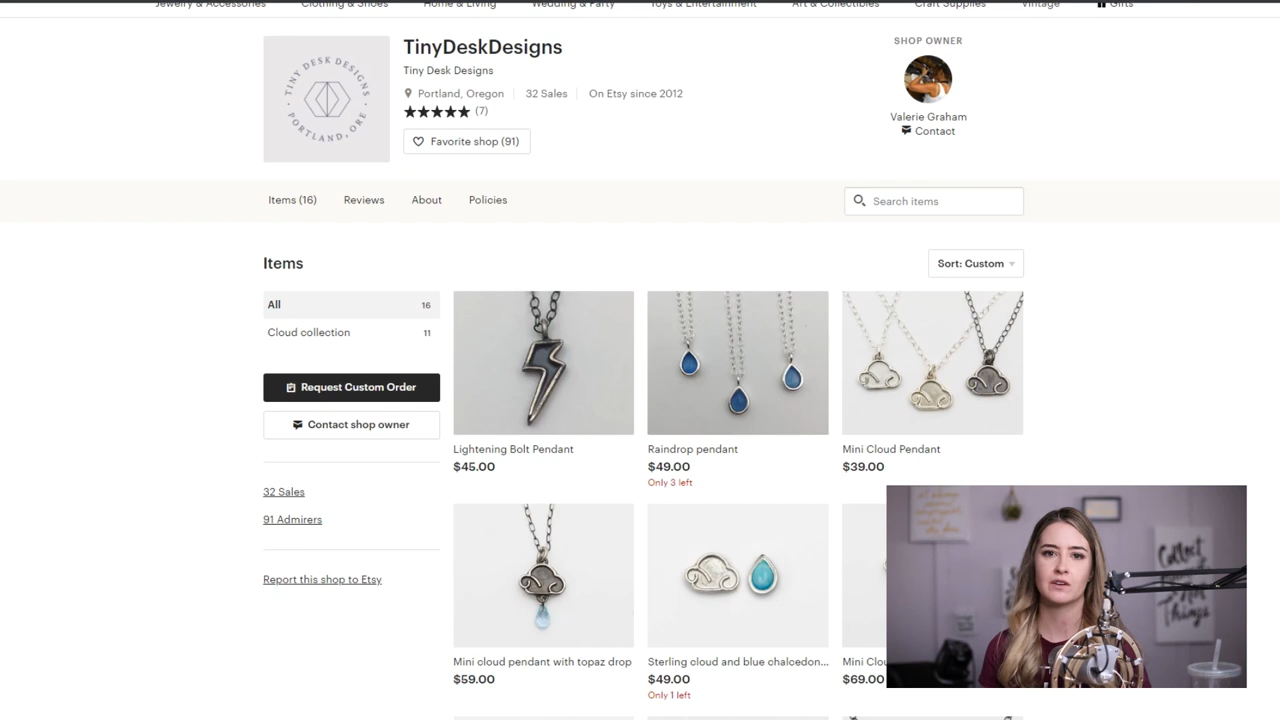 Jewelry & Accessories Clothing & Shoes Home & Living Wedding & Party Toys & Entertainment Art & Collectibles Craft Supplies Vintage Gifts
TinyDeskDesigns
Tiny Desk Designs
Portland, Oregon 32 Sales On Etsy since 2012
(7)
Favorite shop (91)
TINY DESK DESIGNS
PORTLAND, ORE
SHOP OWNER
Valerie Graham
Contact
Items (16) Reviews About Policies
Search items
Items
Sort: Custom
All 16
Cloud collection 11
Request Custom Order
Contact shop owner
32 Sales
91 Admirers
Report this shop to Etsy
Lightening Bolt Pendant
$45.00
Raindrop pendant
$49.00
Only 3 left
Mini Cloud Pendant
$39.00
Mini cloud pendant with topaz drop
$59.00
Sterling cloud and blue chalcedon...
$49.00
Only 1 left
Mini Clou
$69.00
Collect
Things